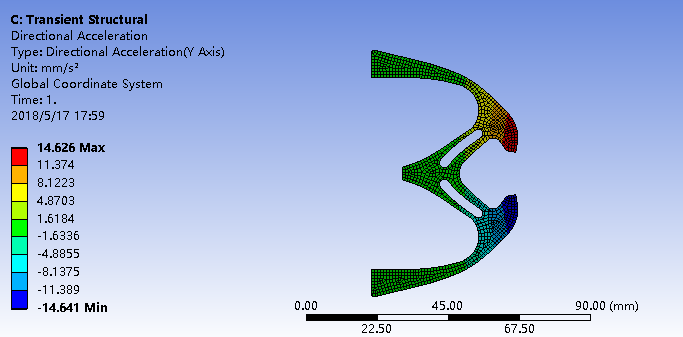 C: Transient Structural
Directional Acceleration
Type: Directional Acceleration(Y Axis)
Unit: mm/s²
Global Coordinate System
Time: 1.
2018/5/17 17:59
14.626 Max
11.374
8.1223
4.8703
1.6184
-1.6336
-4.8855
-8.1375
-11.389
-14.641 Min
0.00 45.00 90.00 (mm)
22.50 67.50